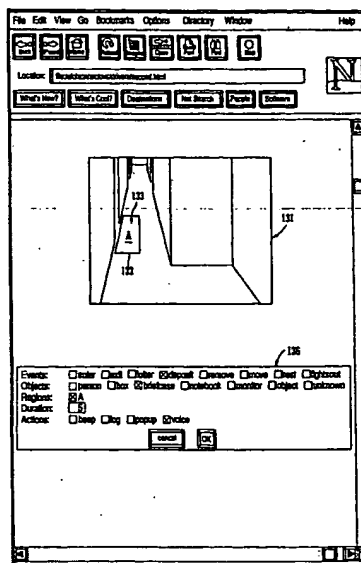 File Edit View Go Bookmarks Options Directory Window Help
Location:
What's New? What's Cool? Destinations Net Search People Software
N
133
A
132
131
136
Events: enter exit loiter deposit remove move rest lightsout
Objects: person box briefcase notebook monitor object unknown
Regions: A
Duration: 5
Actions: beep log popup voice
cancel OK